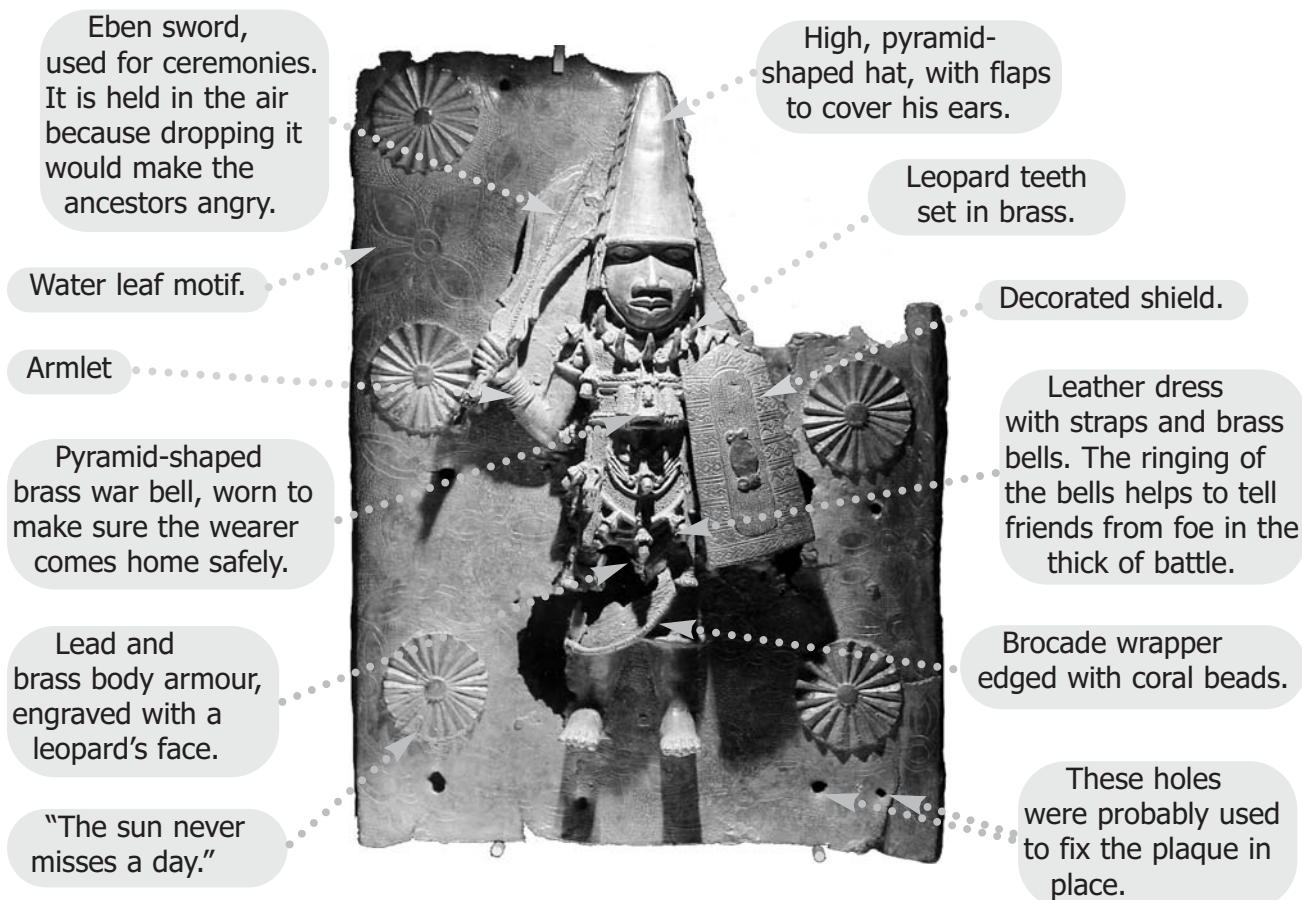 Eben sword,
used for ceremonies.
It is held in the air
because dropping it
would make the
ancestors angry.
Water leaf motif.
Armlet
Pyramid-shaped
brass war bell, worn to
make sure the wearer
comes home safely.
Lead and
brass body armour,
engraved with a
leopard's face.
"The sun never
misses a day."
High, pyramid-
shaped hat, with flaps
to cover his ears.
Leopard teeth
set in brass.
Decorated shield.
Leather dress
with straps and brass
bells. The ringing of
the bells helps to tell
friends from foe in the
thick of battle.
Brocade wrapper
edged with coral beads.
These holes
were probably used
to fix the plaque in
place.